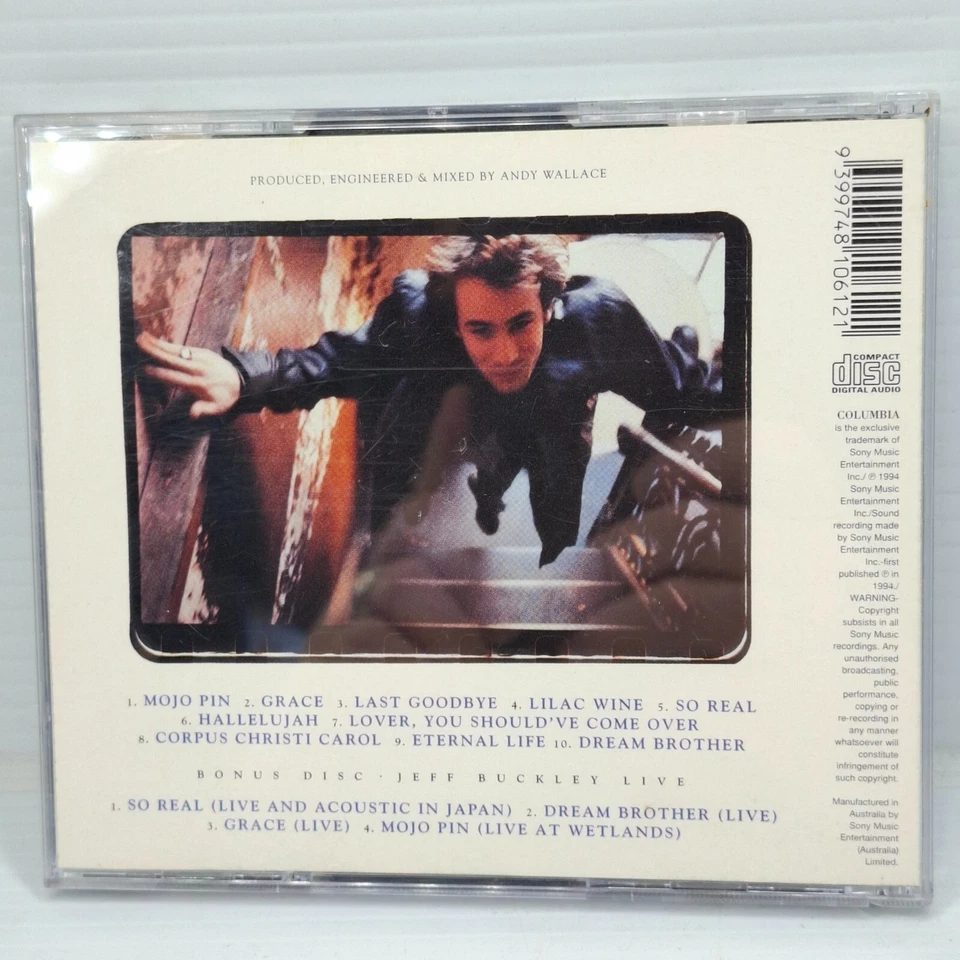 PRODUCED, ENGINEERED & MIXED BY ANDY WALLACE
1. MOJO PIN 2. GRACE 3. LAST GOODBYE 4. LILAC WINE 5. SO REAL
6. HALLELUJAH 7. LOVER, YOU SHOULD'VE COME OVER
8. CORPUS CHRISTI CAROL 9. ETERNAL LIFE 10. DREAM BROTHER
BONUS DISC · JEFF BUCKLEY LIVE
1. SO REAL (LIVE AND ACOUSTIC IN JAPAN) 2. DREAM BROTHER (LIVE)
3. GRACE (LIVE) 4. MOJO PIN (LIVE AT WETLANDS)
9 399748 106121
COMPACT
disc
DIGITAL AUDIO
COLUMBIA
is the exclusive
trademark of
Sony Music
Entertainment
Inc./ ℗ 1994
Sony Music
Entertainment
Inc./Sound
recording made
by Sony Music
Entertainment
Inc.-first
published ℗ in
1994./
WARNING-
Copyright
subsists in all
Sony Music
recordings. Any
unauthorised
broadcasting,
public
performance,
copying or
re-recording in
any manner
whatsoever will
constitute
infringement of
such copyright.
Manufactured in
Australia by
Sony Music
Entertainment
(Australia)
Limited.